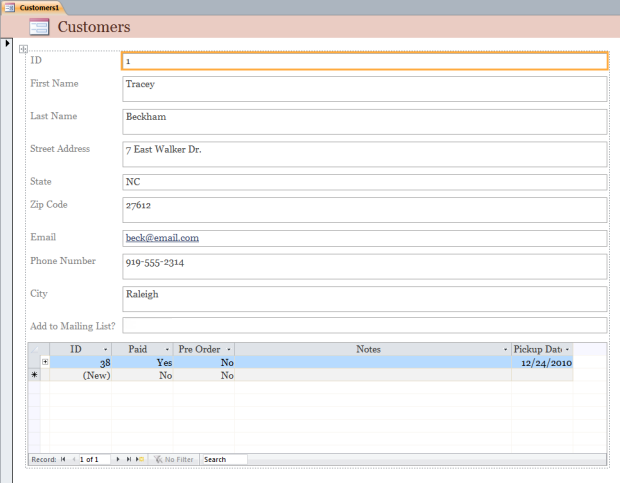 Customers1
Customers
ID 1
First Name Tracey
Last Name Beckham
Street Address 7 East Walker Dr.
State NC
Zip Code 27612
Email beck@email.com
Phone Number 919-555-2314
City Raleigh
Add to Mailing List?
ID Paid Pre Order Notes Pickup Dat
38 Yes No 12/24/2010
(New) No No
Record: 1 of 1 No Filter Search